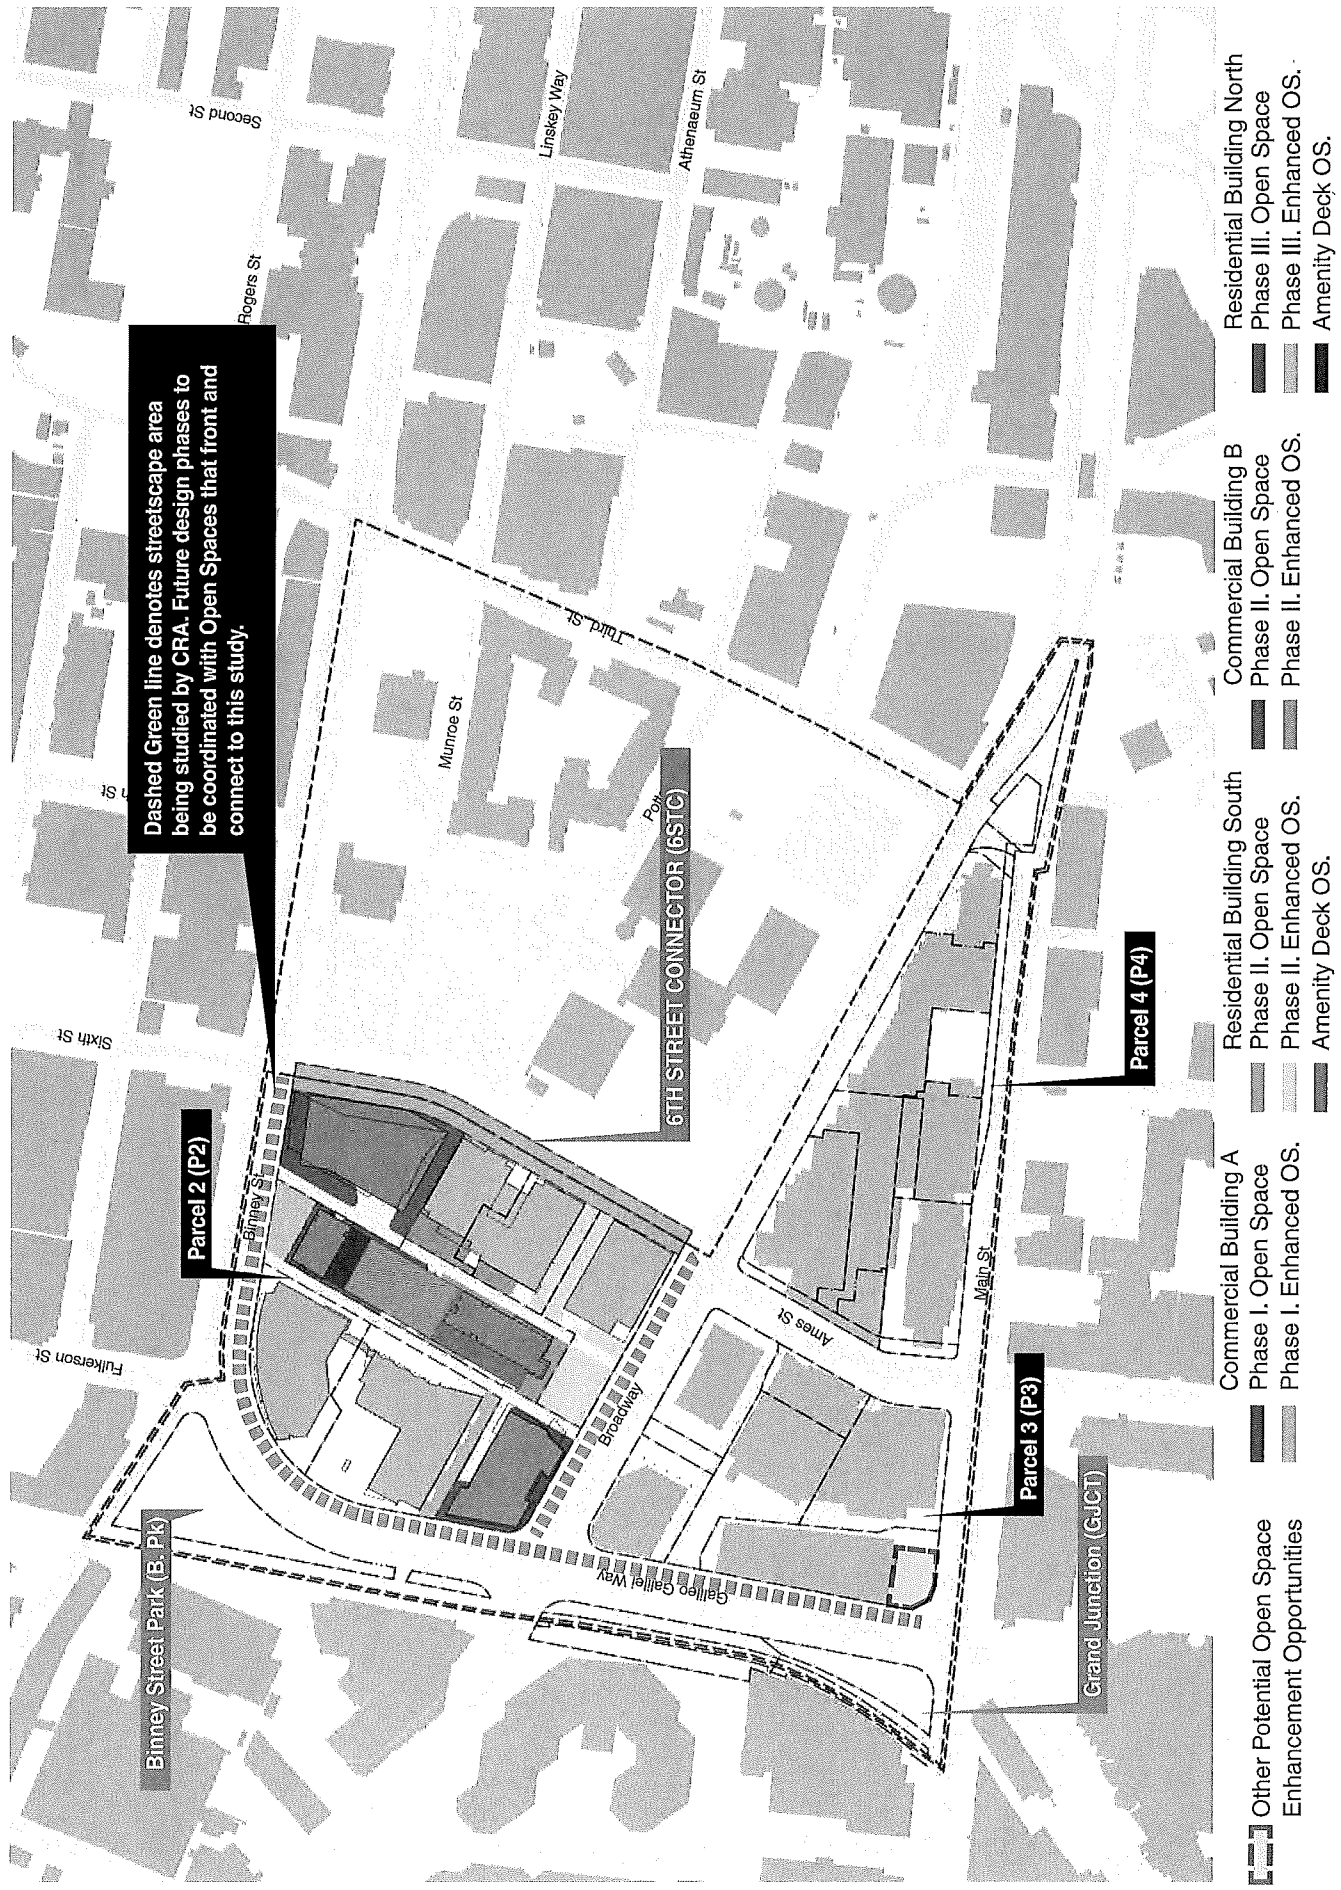 Dashed Green line denotes streetscape area
being studied by CRA. Future design phases to
be coordinated with Open Spaces that front and
connect to this study.
Second St
Linskey Way
Athenaeum St
Rogers St
Third St
Munroe St
Sixth St
6TH STREET CONNECTOR (6STC)
Parcel 2 (P2)
Binney St
Fulkerson St
Parcel 4 (P4)
Main St
Ames St
Broadway
Parcel 3 (P3)
Binney Street Park (B. Pk)
Galileo Galilei Way
Grand Junction (GJCT)
Other Potential Open Space
Enhancement Opportunities
Commercial Building A
Phase I. Open Space
Phase I. Enhanced OS.
Residential Building South
Phase II. Open Space
Phase II. Enhanced OS.
Amenity Deck OS.
Commercial Building B
Phase II. Open Space
Phase II. Enhanced OS.
Residential Building North
Phase III. Open Space
Phase III. Enhanced OS.
Amenity Deck OS.